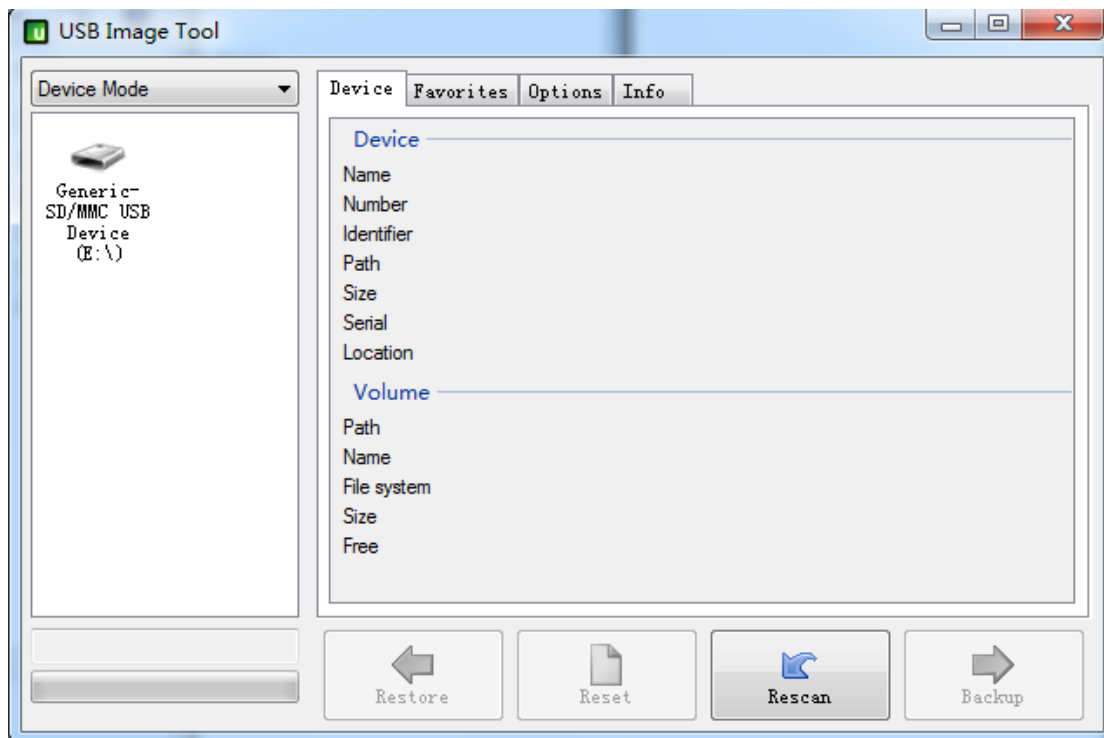 USB Image Tool
Device Mode
Generic-
SD/MMC USB
Device
(E:\)
Device Favorites Options Info
Device
Name
Number
Identifier
Path
Size
Serial
Location
Volume
Path
Name
File system
Size
Free
Restore
Reset
Rescan
Backup